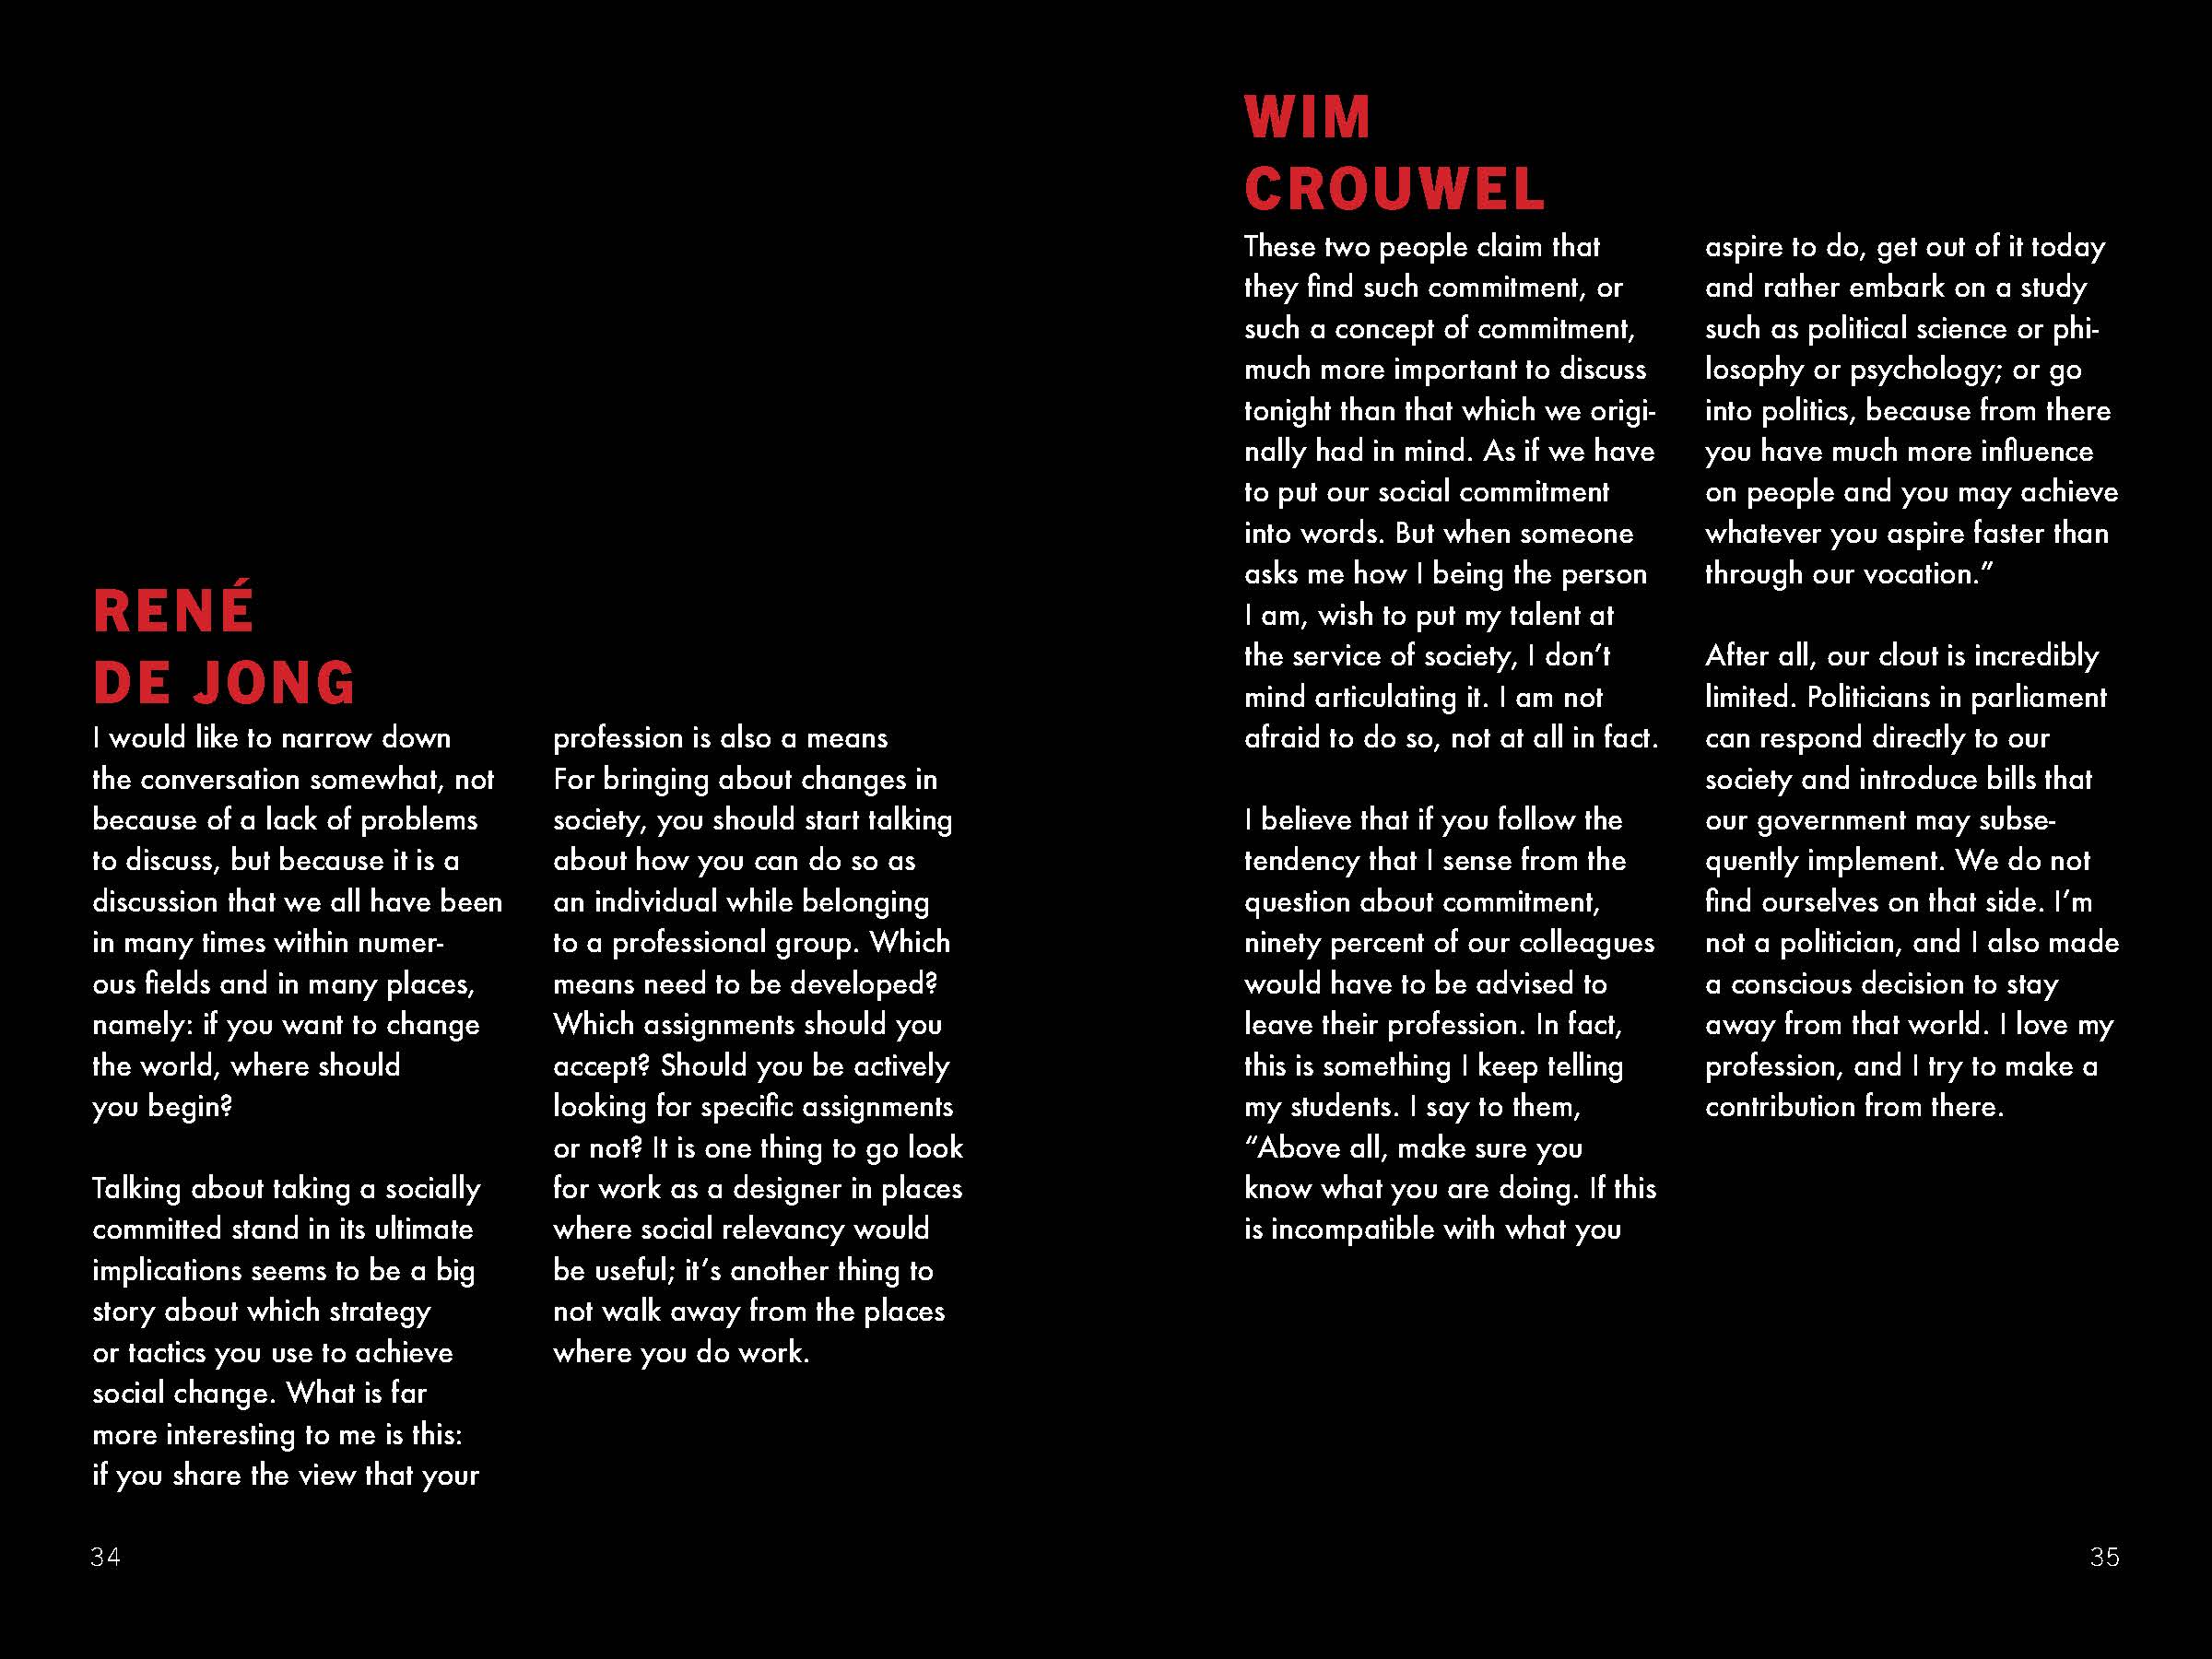 RENÉ
DE JONG
I would like to narrow down
the conversation somewhat, not
because of a lack of problems
to discuss, but because it is a
discussion that we all have been
in many times within numer-
ous fields and in many places,
namely: if you want to change
the world, where should
you begin?
Talking about taking a socially
committed stand in its ultimate
implications seems to be a big
story about which strategy
or tactics you use to achieve
social change. What is far
more interesting to me is this:
if you share the view that your
profession is also a means
For bringing about changes in
society, you should start talking
about how you can do so as
an individual while belonging
to a professional group. Which
means need to be developed?
Which assignments should you
accept? Should you be actively
looking for specific assignments
or not? It is one thing to go look
for work as a designer in places
where social relevancy would
be useful; it’s another thing to
not walk away from the places
where you do work.
34
WIM
CROUWEL
These two people claim that
they find such commitment, or
such a concept of commitment,
much more important to discuss
tonight than that which we origi-
nally had in mind. As if we have
to put our social commitment
into words. But when someone
asks me how I being the person
I am, wish to put my talent at
the service of society, I don’t
mind articulating it. I am not
afraid to do so, not at all in fact.
I believe that if you follow the
tendency that I sense from the
question about commitment,
ninety percent of our colleagues
would have to be advised to
leave their profession. In fact,
this is something I keep telling
my students. I say to them,
“Above all, make sure you
know what you are doing. If this
is incompatible with what you
aspire to do, get out of it today
and rather embark on a study
such as political science or phi-
losophy or psychology; or go
into politics, because from there
you have much more influence
on people and you may achieve
whatever you aspire faster than
through our vocation.”
After all, our clout is incredibly
limited. Politicians in parliament
can respond directly to our
society and introduce bills that
our government may subse-
quently implement. We do not
find ourselves on that side. I’m
not a politician, and I also made
a conscious decision to stay
away from that world. I love my
profession, and I try to make a
contribution from there.
35